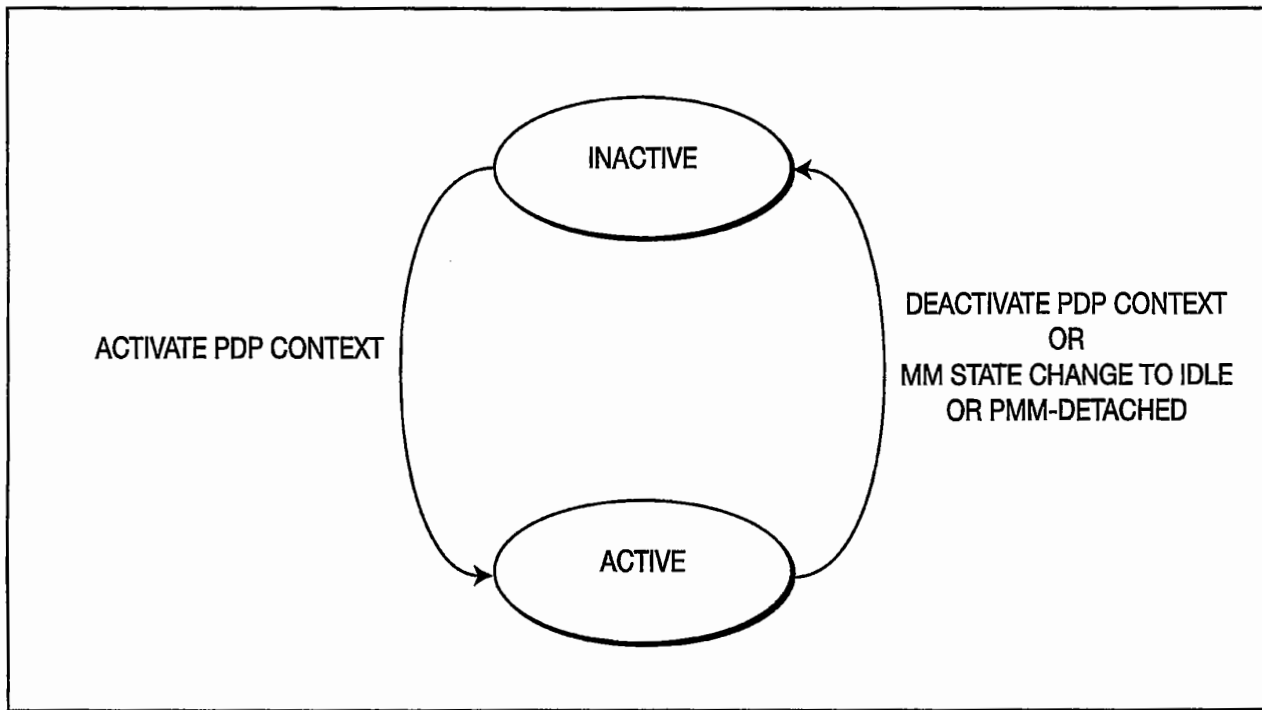 INACTIVE
ACTIVATE PDP CONTEXT
DEACTIVATE PDP CONTEXT
OR
MM STATE CHANGE TO IDLE
OR PMM-DETACHED
ACTIVE